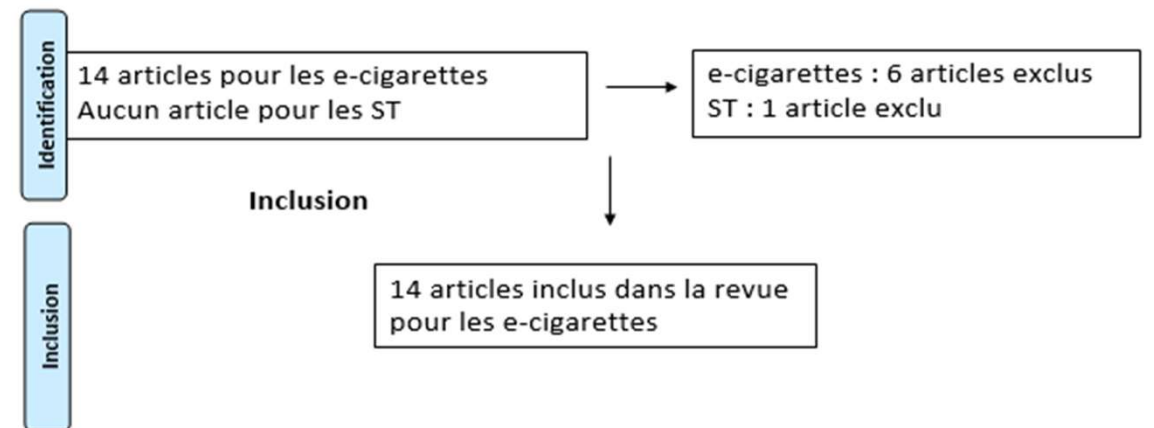 Identification
14 articles pour les e-cigarettes
Aucun article pour les ST
e-cigarettes : 6 articles exclus
ST : 1 article exclu
Inclusion
Inclusion
14 articles inclus dans la revue
pour les e-cigarettes